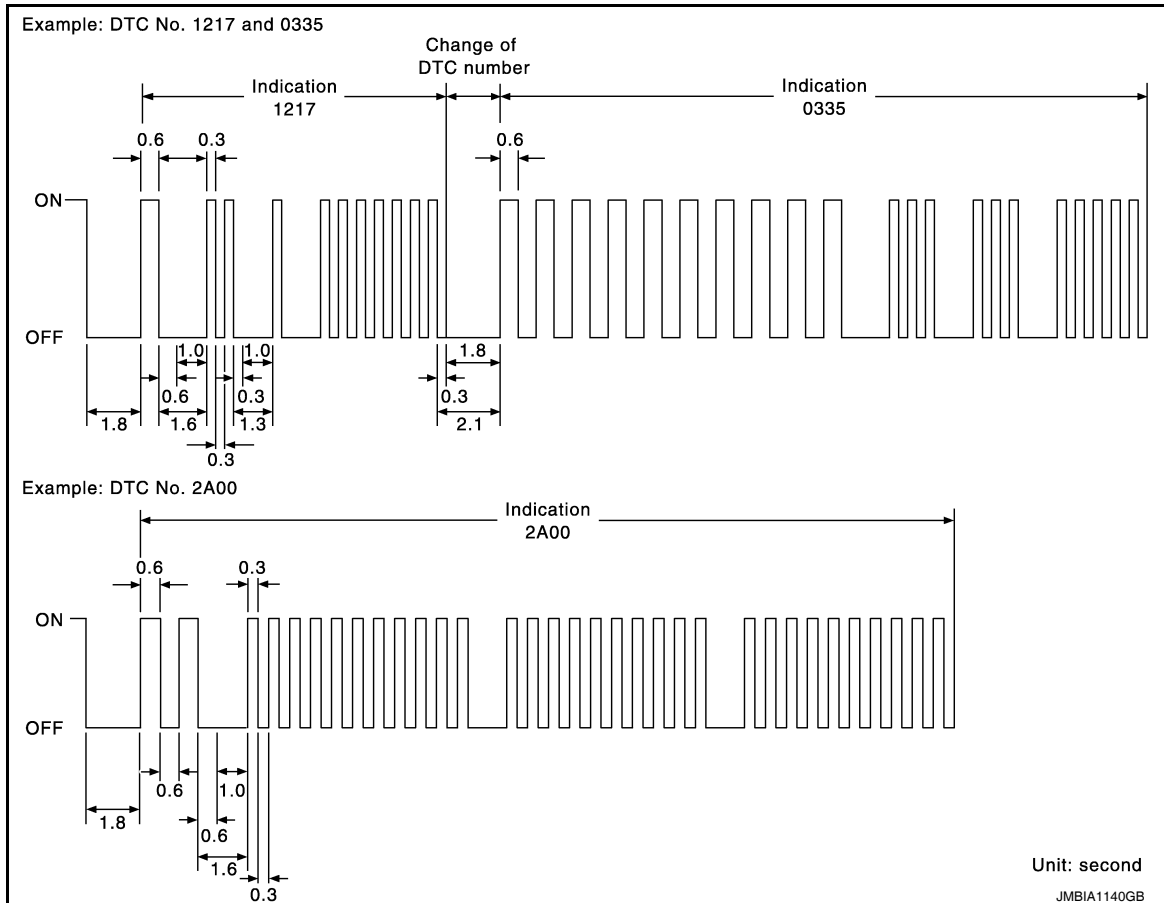 Example: DTC No. 1217 and 0335
Change of
DTC number
Indication
1217
Indication
0335
0.6
0.3
0.6
ON
OFF
1.0
1.0
1.8
0.6
0.3
0.3
1.8
1.6
1.3
2.1
0.3
Example: DTC No. 2A00
Indication
2A00
0.6
0.3
ON
OFF
0.6
1.0
1.8
0.6
1.6
0.3
Unit: second
JMBIA1140GB